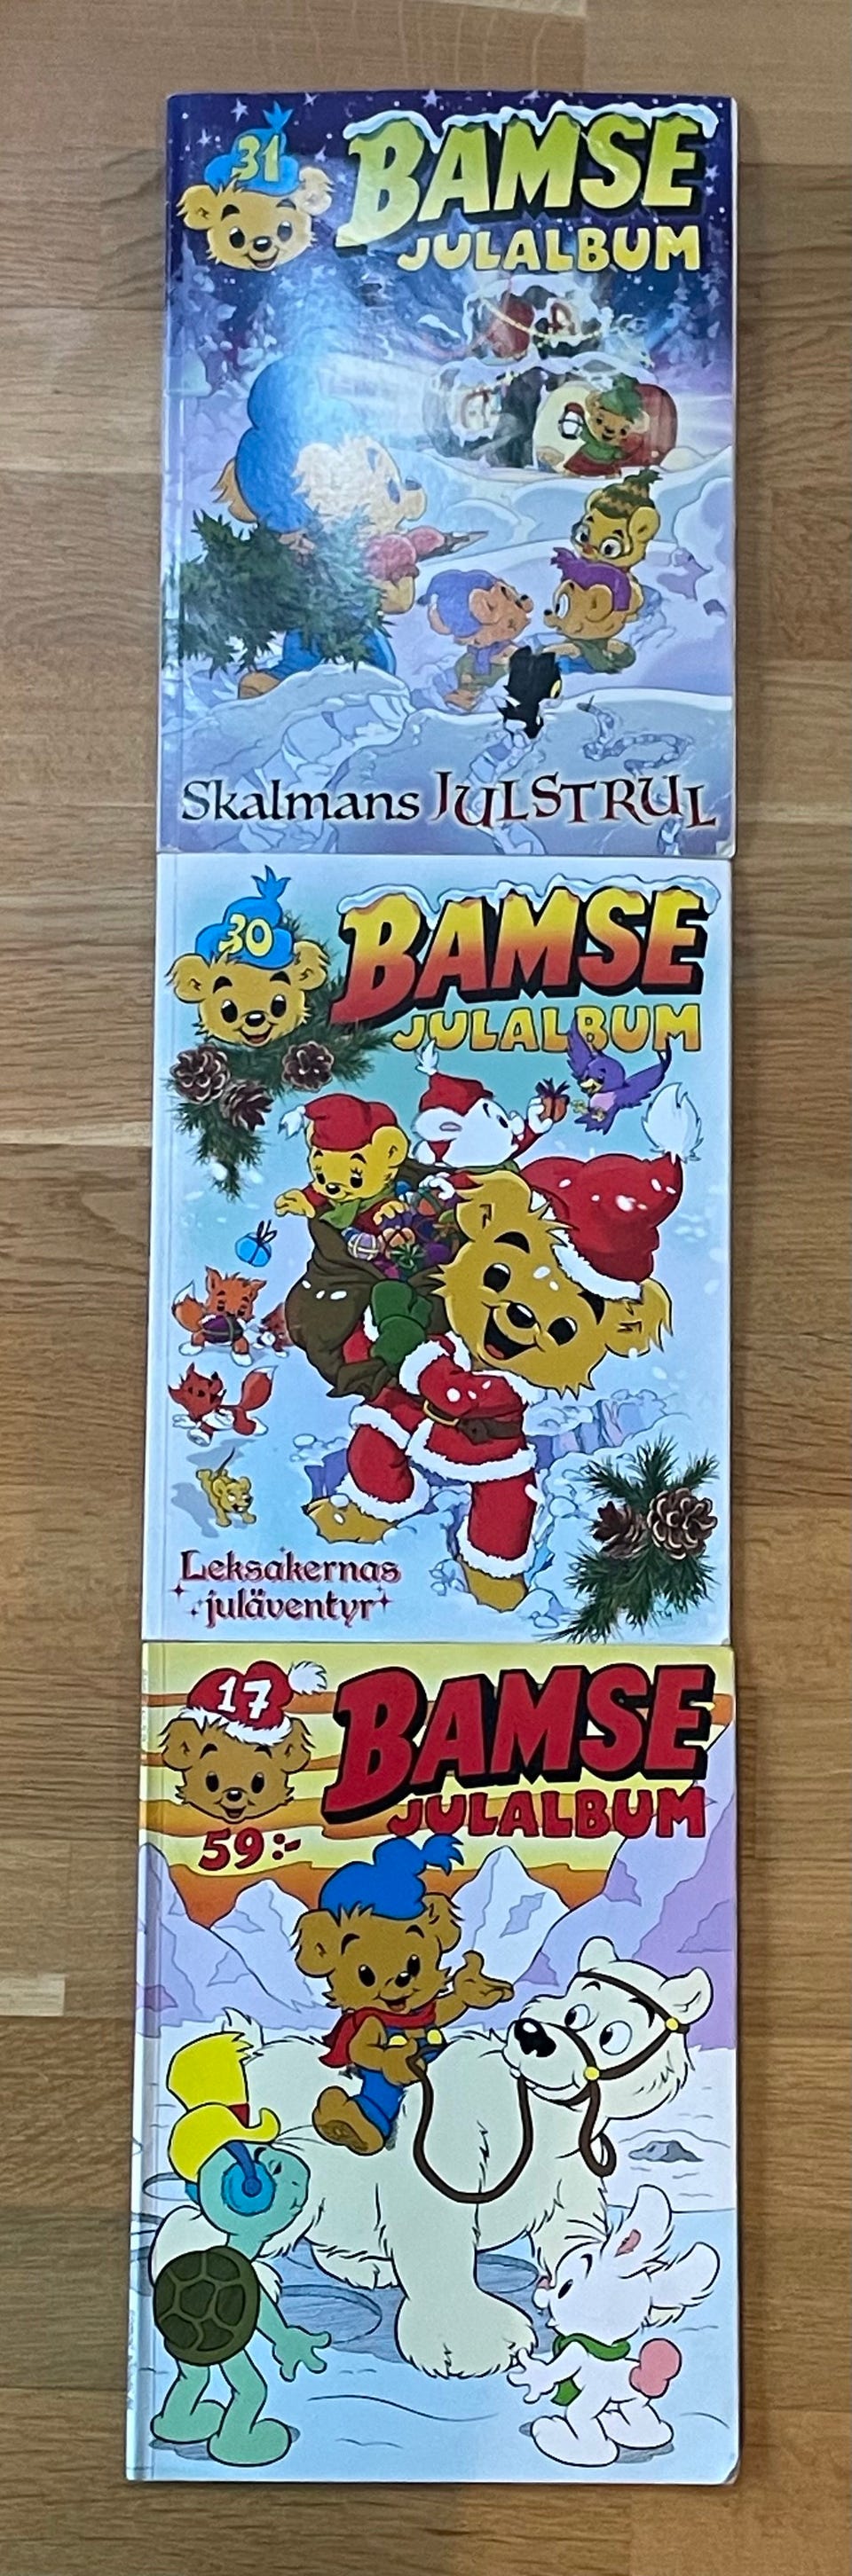 31
BAMSE
JULALBUM
Skalmans JULSTRUL
30
BAMSE
JULALBUM
Leksakernas
juläventyr
17
BAMSE
JULALBUM
59:-